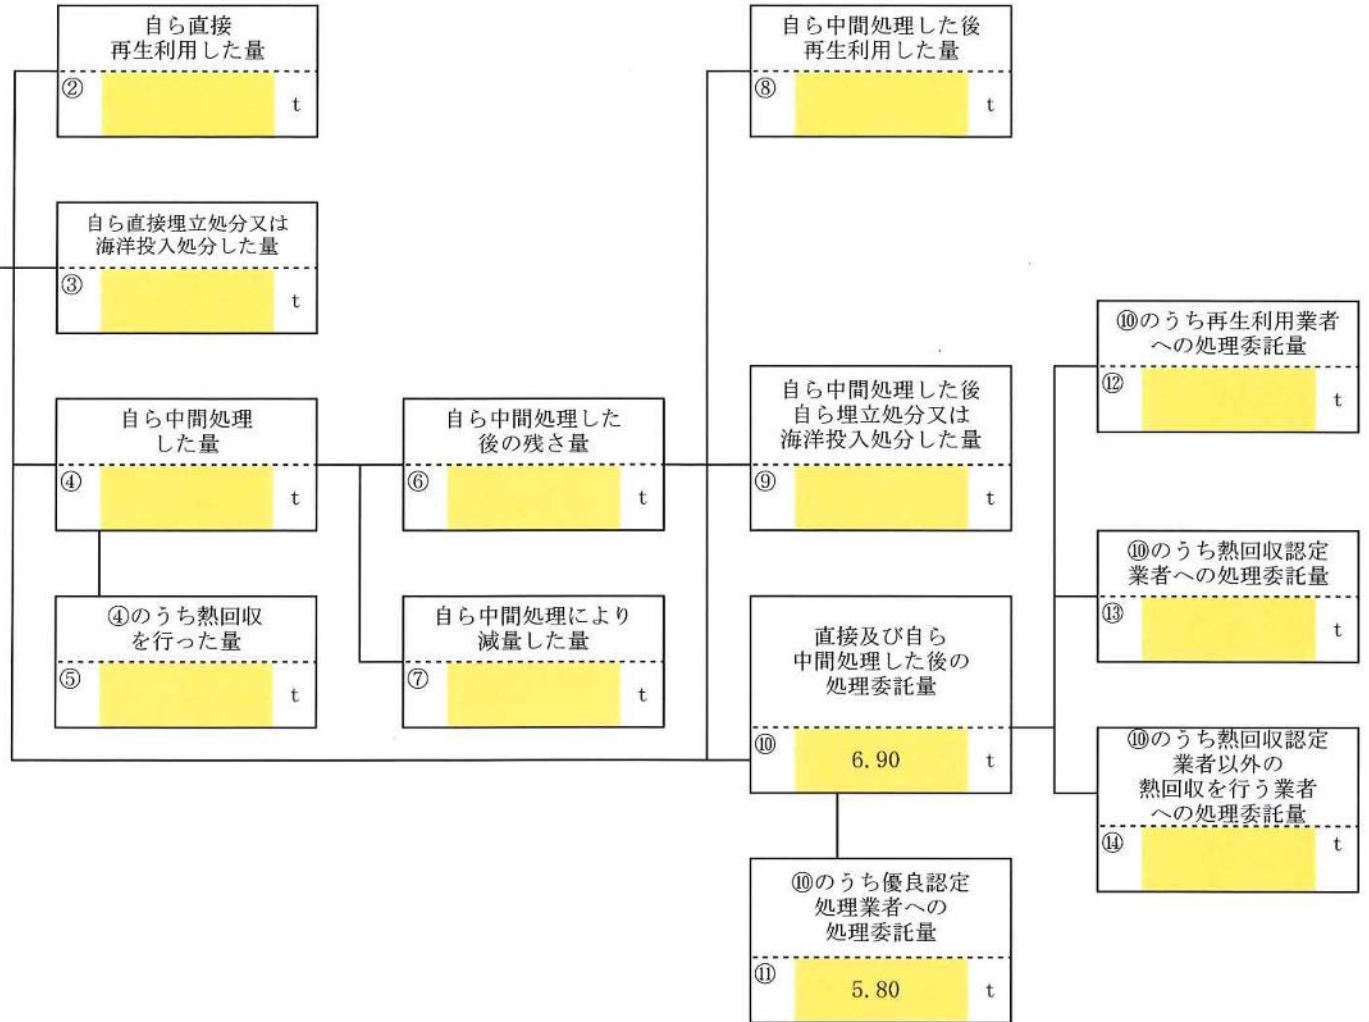 自ら直接
再生利用した量
②
t
自ら中間処理した後
再生利用した量
⑧
t
自ら直接埋立処分又は
海洋投入処分した量
③
t
⑩のうち再生利用業者
への処理委託量
⑫
t
自ら中間処理
した量
④
t
自ら中間処理した
後の残さ量
⑥
t
自ら中間処理した後
自ら埋立処分又は
海洋投入処分した量
⑨
t
⑩のうち熱回収認定
業者への処理委託量
⑬
t
④のうち熱回収
を行った量
⑤
t
自ら中間処理により
減量した量
⑦
t
直接及び自ら
中間処理した後の
処理委託量
⑩
6.90
t
⑩のうち熱回収認定
業者以外の
熱回収を行う業者
への処理委託量
⑭
t
⑩のうち優良認定
処理業者への
処理委託量
⑪
5.80
t